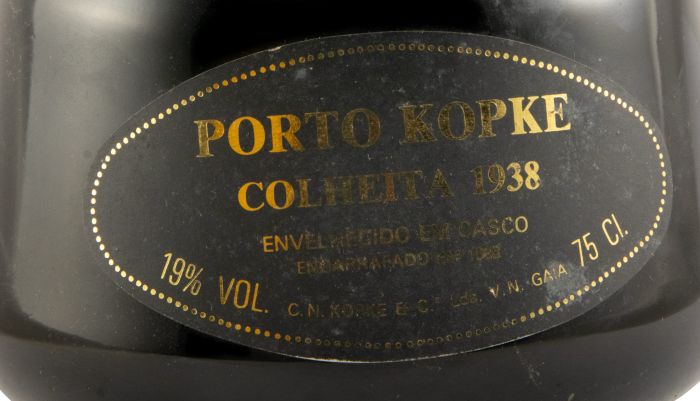 PORTO KOPKE
COLHEITA 1938
ENVELHECIDO EM CASCO
ENGARRAFADO EM
19% VOL.
C. N. KOPKE & C.ª Lda. V. N. GAIA
75 Cl.